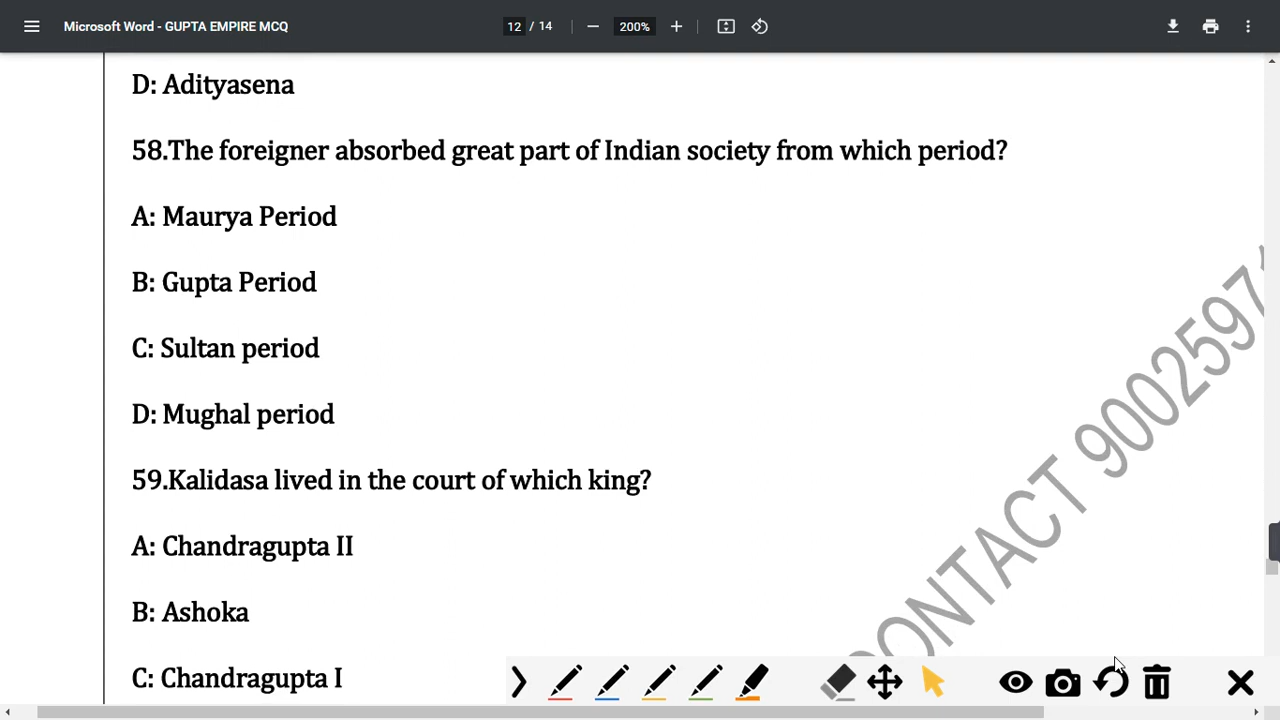 Microsoft Word - GUPTA EMPIRE MCQ
12 / 14
200%
D: Adityasena
58.The foreigner absorbed great part of Indian society from which period?
A: Maurya Period
B: Gupta Period
C: Sultan period
D: Mughal period
59.Kalidasa lived in the court of which king?
A: Chandragupta II
B: Ashoka
C: Chandragupta I
CONTACT 9002597